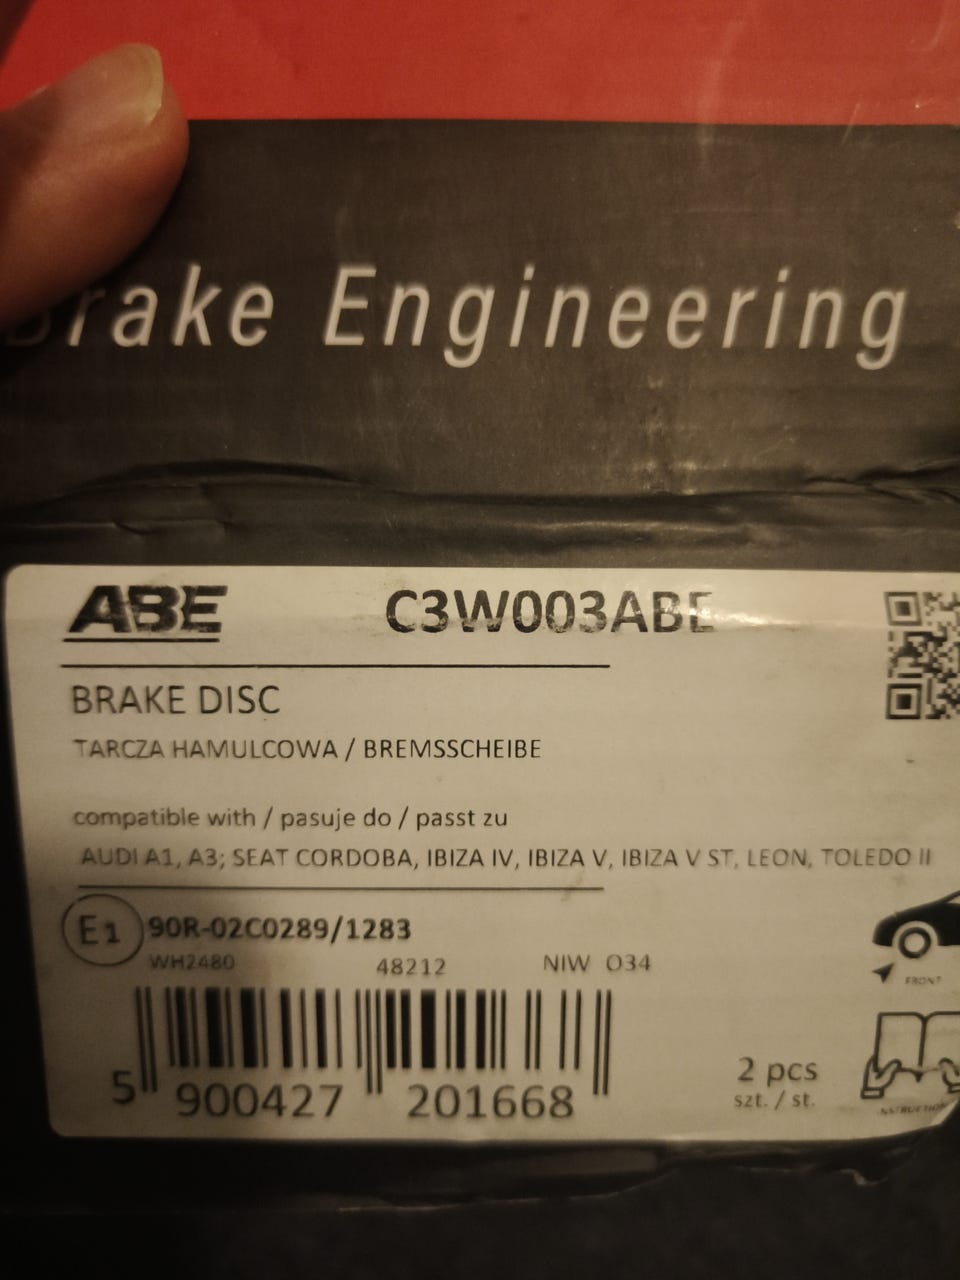 Brake Engineering
ABE C3W003ABE
BRAKE DISC
TARCZA HAMULCOWA / BREMSSCHEIBE
compatible with / pasuje do / passt zu
AUDI A1, A3; SEAT CORDOBA, IBIZA IV, IBIZA V, IBIZA V ST, LEON, TOLEDO II
E1 90R-02C0289/1283
WH2480 48212 NIW O34
FRONT
5 900427 201668
2 pcs
szt. / st.